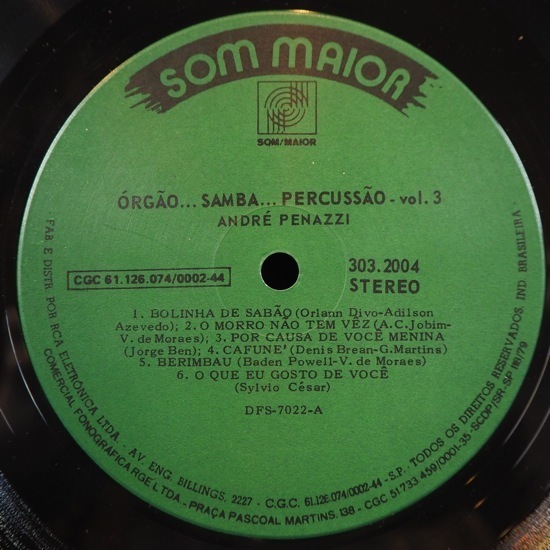 SOM MAIOR
SOM/MAIOR
ÓRGÃO... SAMBA... PERCUSSÃO - vol. 3
ANDRÉ PENAZZI
CGC 61.126.074/0002-44
303.2004
STEREO
1. BOLINHA DE SABÃO (Orlann Divo-Adilson
Azevedo); 2. O MORRO NÃO TEM VEZ (A.C. Jobim-
V. de Moraes); 3. POR CAUSA DE VOCÊ MENINA
(Jorge Ben); 4. CAFUNE' (Denis Brean-G. Martins)
5. BERIMBAU (Baden Powell-V. de Moraes)
6. O QUE EU GOSTO DE VOCÊ
(Sylvio César)
DFS-7022-A
FAB E DISTR. POR RCA ELETRÔNICA LTDA. - AV. ENG. BILLINGS, 2227 - C.G.C. 61.126.074/0002-44 - S.P. TODOS OS DIREITOS RESERVADOS. IND BRASILEIRA -
COMERCIAL FONOGRÁFICA RGE LTDA - PRAÇA PASCOAL MARTINS, 138 - CGC 51 733 459/0001-35 - SCDP/SR-SP 116/79